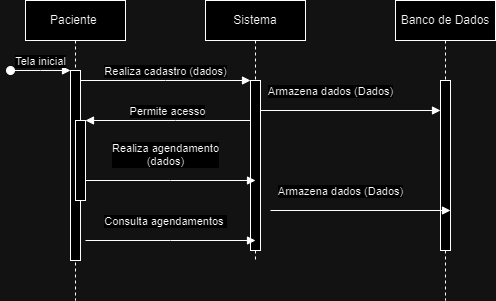 Paciente
Sistema
Banco de Dados
Tela inicial
Realiza cadastro (dados)
Armazena dados (Dados)
Permite acesso
Realiza agendamento
(dados)
Armazena dados (Dados)
Consulta agendamentos